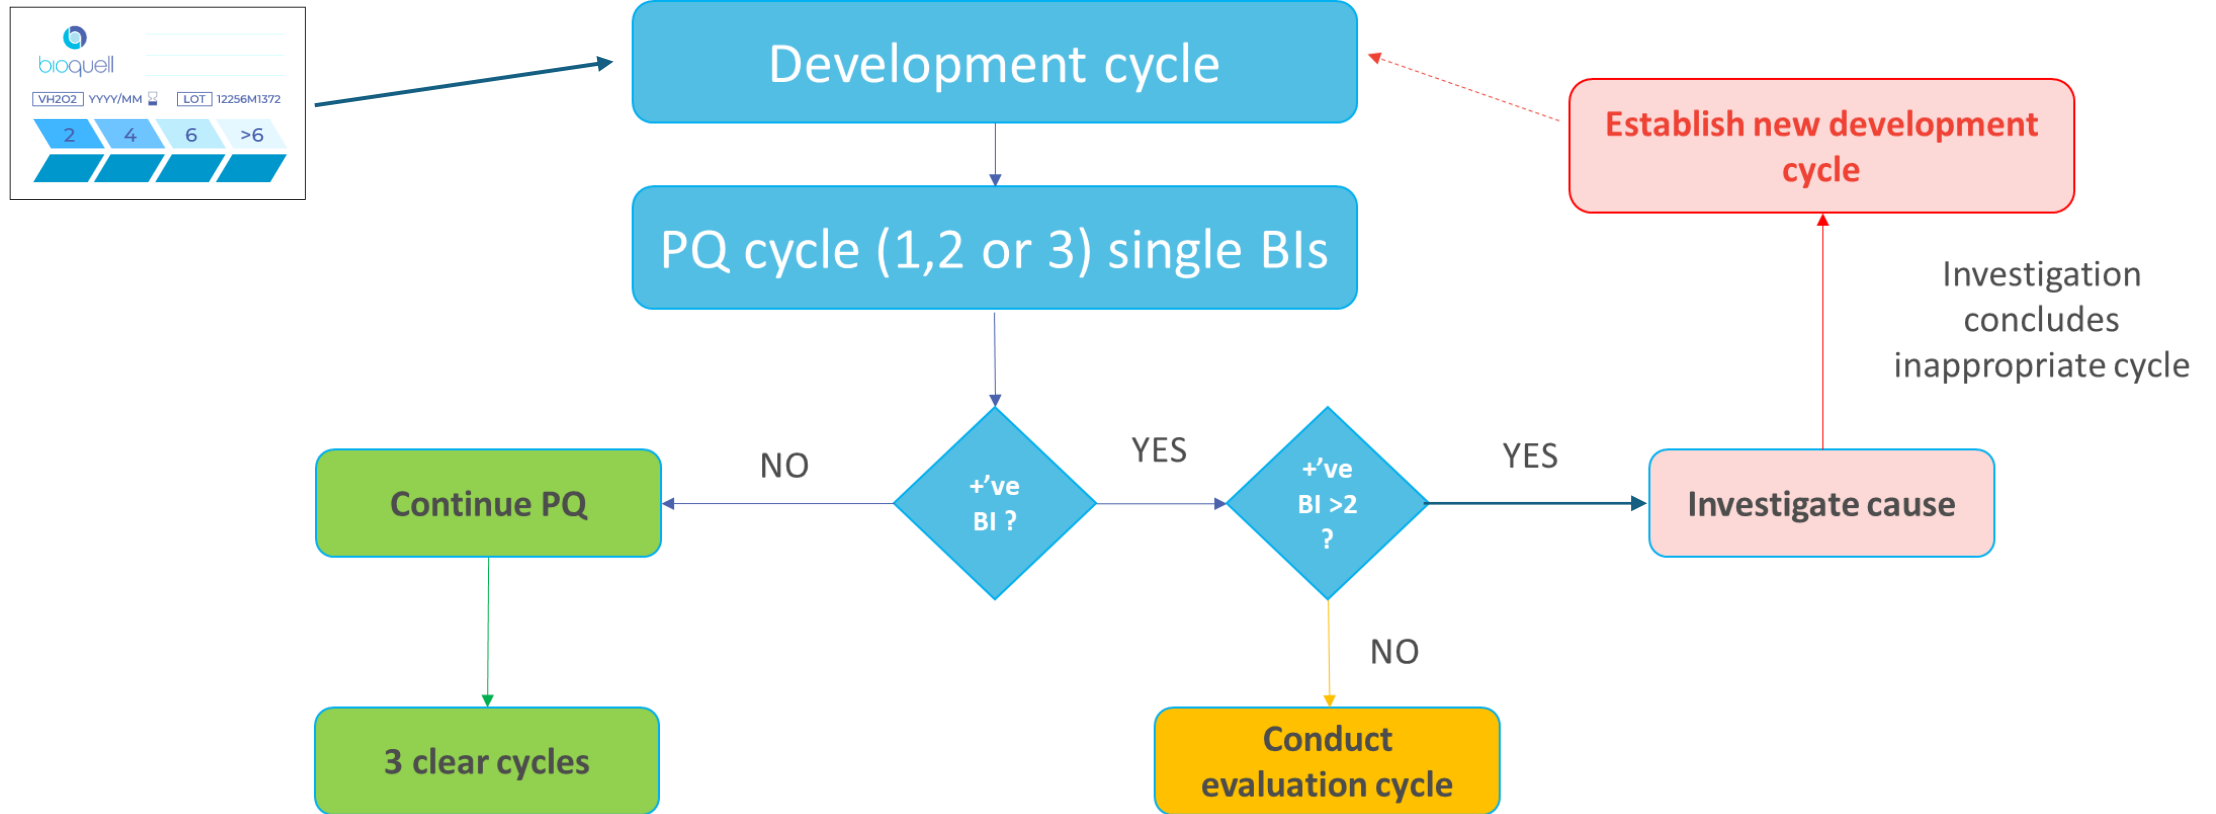 bioquell
VH2O2 YYYY/MM LOT 12256M1372
2 4 6 >6
Development cycle
Establish new development
cycle
PQ cycle (1,2 or 3) single BIs
Investigation
concludes
inappropriate cycle
NO
YES
YES
+’ve
BI ?
+’ve
BI >2
?
Continue PQ
Investigate cause
NO
3 clear cycles
Conduct
evaluation cycle